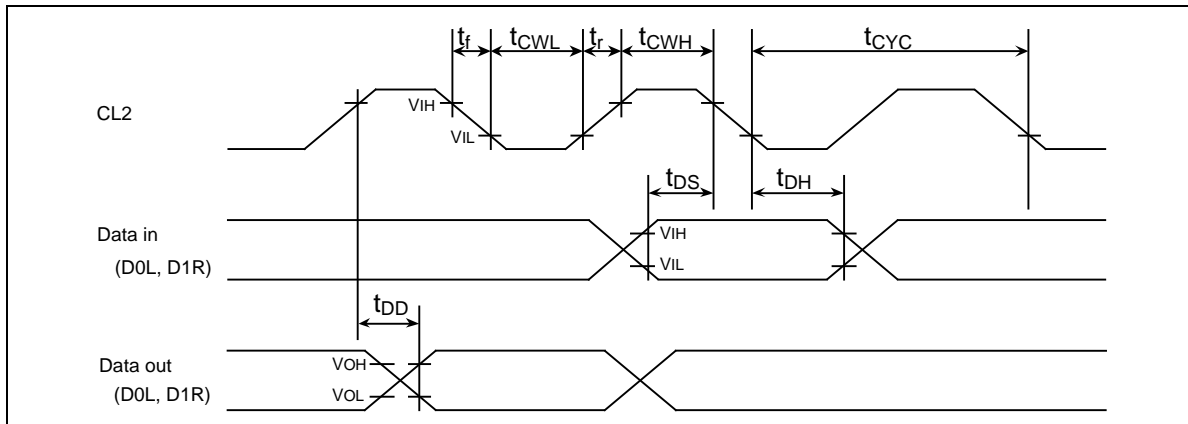 tf tCWL tr tCWH tCYC
CL2
VIH
VIL
tDS tDH
Data in
(D0L, D1R)
VIH
VIL
tDD
Data out
(D0L, D1R)
VOH
VOL